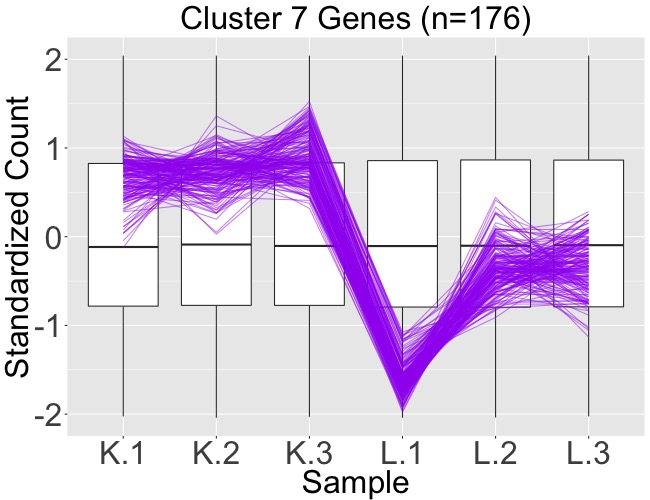 Cluster 7 Genes (n=176)
Standardized Count
2
1
0
-1
-2
K.1 K.2 K.3 L.1 L.2 L.3
Sample